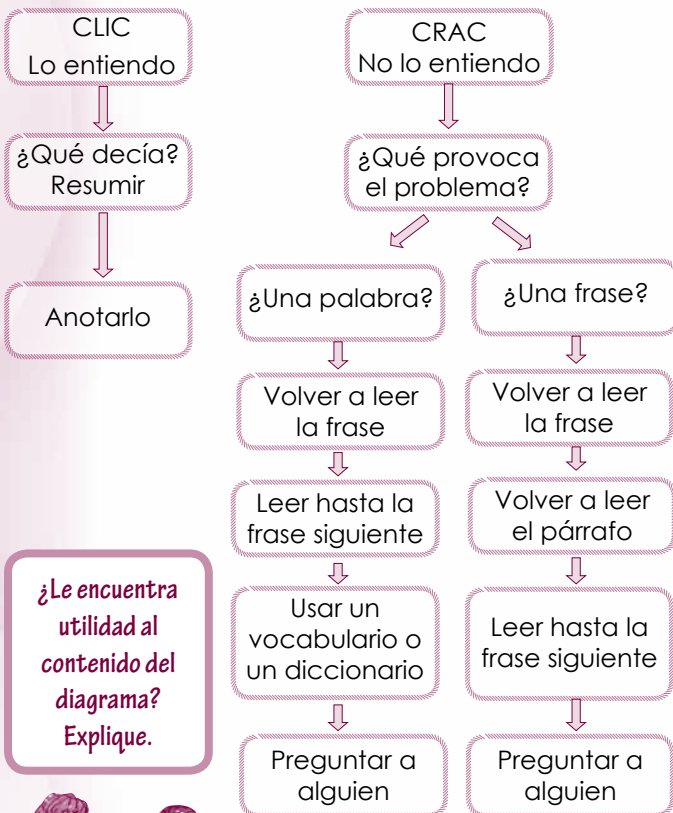 CLIC
Lo entiendo
¿Qué decía?
Resumir
Anotarlo
CRAC
No lo entiendo
¿Qué provoca
el problema?
¿Una palabra?
Volver a leer
la frase
Leer hasta la
frase siguiente
Usar un
vocabulario o
un diccionario
Preguntar a
alguien
¿Una frase?
Volver a leer
la frase
Volver a leer
el párrafo
Leer hasta la
frase siguiente
Preguntar a
alguien
¿Le encuentra
utilidad al
contenido del
diagrama?
Explique.